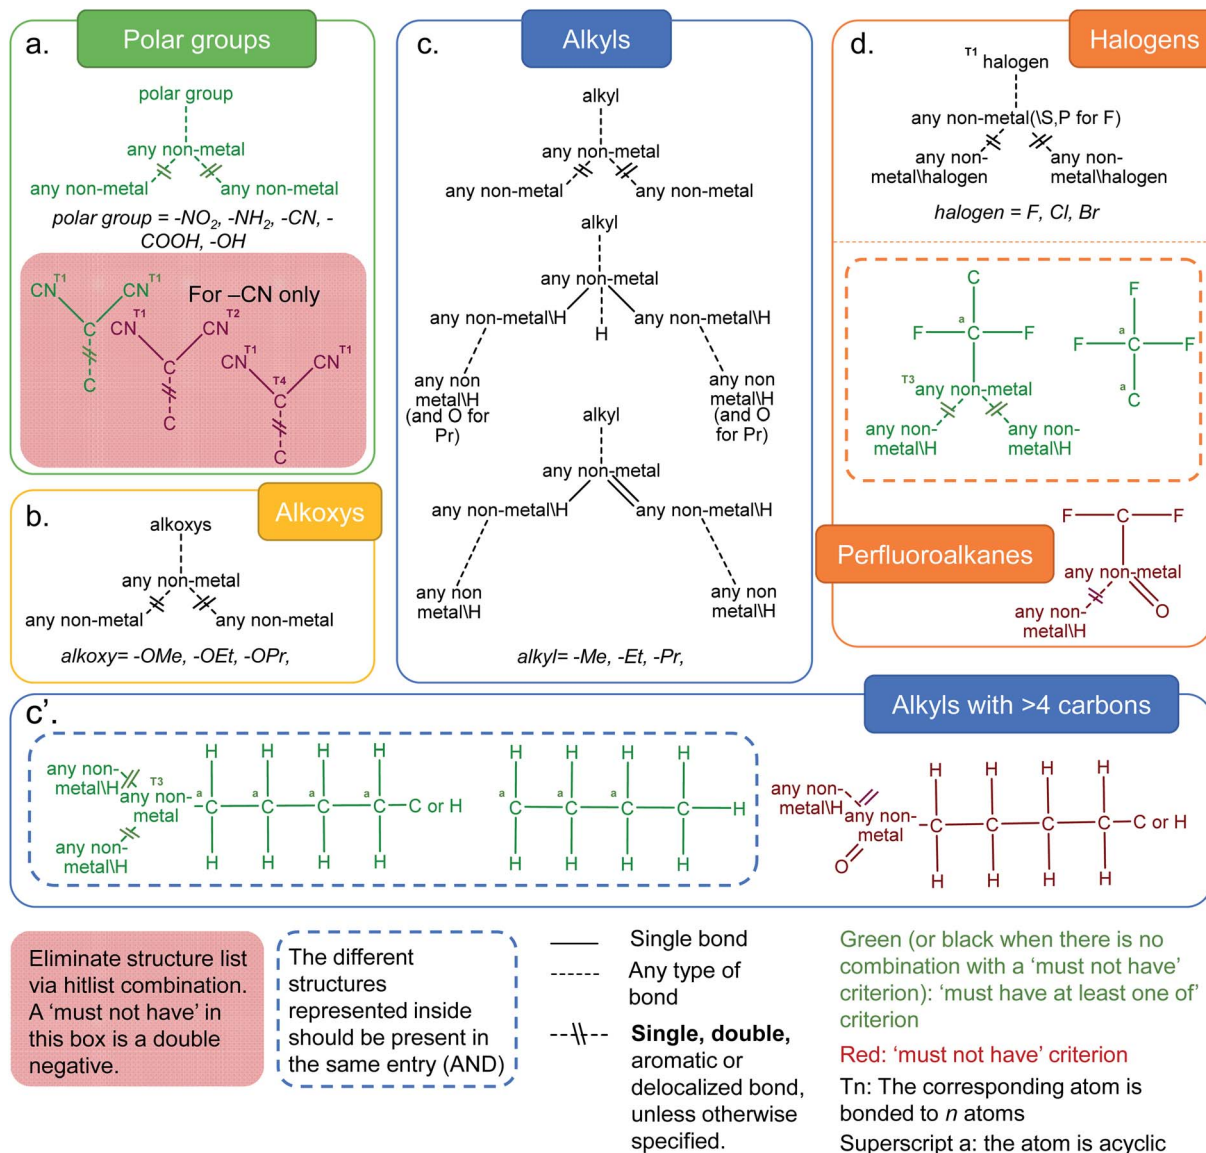 a.
Polar groups
polar group
any non-metal
any non-metal
any non-metal
polar group = -NO2, -NH2, -CN, -
COOH, -OH
CN T1
CN T1
C
C
For –CN only
CN T1
CN T2
C
C
CN T1
CN T1
T4
C
C
b.
Alkoxys
alkoxys
any non-metal
any non-metal
any non-metal
alkoxy= -OMe, -OEt, -OPr,
c.
Alkyls
alkyl
any non-metal
any non-metal
any non-metal
alkyl
any non-metal
any non-metal\H
any non-metal\H
H
any non
metal\H
(and O for
Pr)
any non
metal\H
(and O
for Pr)
alkyl
any non-metal
any non-metal\H
any non-metal\H
any non
metal\H
any non
metal\H
alkyl= -Me, -Et, -Pr,
d.
Halogens
T1 halogen
any non-metal(\S,P for F)
any non-
metal\halogen
any non-
metal\halogen
halogen = F, Cl, Br
C
F a C F
T3 any non-metal
any non-
metal\H
any non-
metal\H
F
F a C F
a
C
Perfluoroalkanes
F C F
any non-metal
any non-
metal\H
O
c'.
Alkyls with >4 carbons
any non-
metal\H
T3
any non-
metal
any non-
metal\H
H H H H
a C a C a C a C C or H
H H H H
H H H H
a C a C a C C H
H H H H
any non-
metal\H
any non-
metal
O
H H H H
C C C C C or H
H H H H
Eliminate structure list
via hitlist combination.
A ‘must not have’ in
this box is a double
negative.
The different
structures
represented inside
should be present in
the same entry (AND)
Single bond
Any type of
bond
Single, double,
aromatic or
delocalized bond,
unless otherwise
specified.
Green (or black when there is no
combination with a ‘must not have’
criterion): ‘must have at least one of’
criterion
Red: ‘must not have’ criterion
Tn: The corresponding atom is
bonded to n atoms
Superscript a: the atom is acyclic